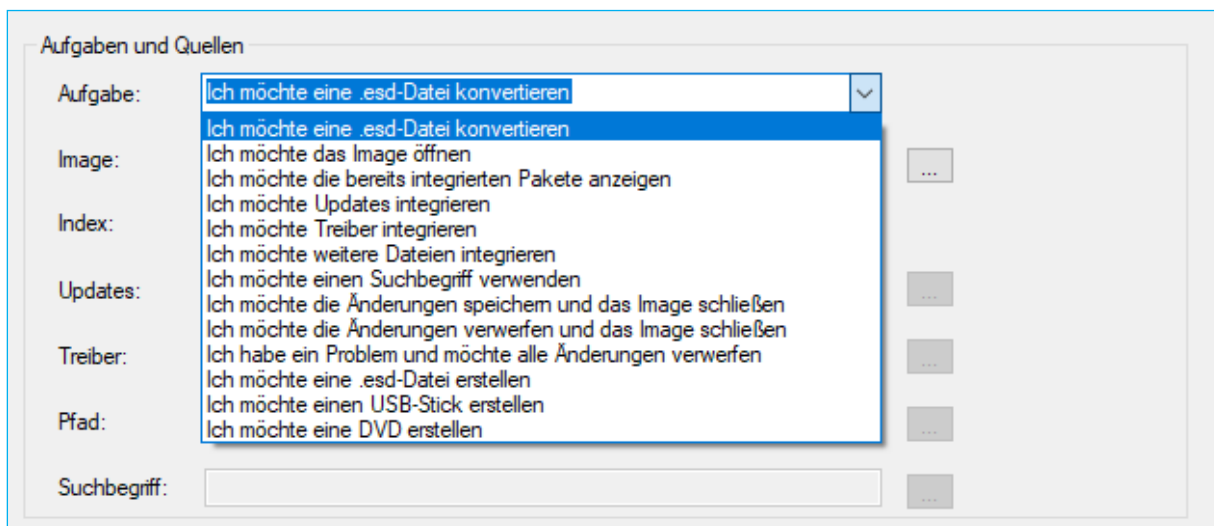 Aufgaben und Quellen
Aufgabe:
Ich möchte eine .esd-Datei konvertieren
Ich möchte eine .esd-Datei konvertieren
Ich möchte das Image öffnen
Ich möchte die bereits integrierten Pakete anzeigen
Ich möchte Updates integrieren
Ich möchte Treiber integrieren
Ich möchte weitere Dateien integrieren
Ich möchte einen Suchbegriff verwenden
Ich möchte die Änderungen speichern und das Image schließen
Ich möchte die Änderungen verwerfen und das Image schließen
Ich habe ein Problem und möchte alle Änderungen verwerfen
Ich möchte eine .esd-Datei erstellen
Ich möchte einen USB-Stick erstellen
Ich möchte eine DVD erstellen
Image:
...
Index:
Updates:
...
Treiber:
...
Pfad:
...
Suchbegriff:
...